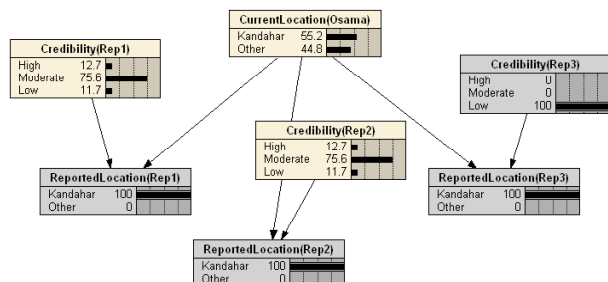 CurrentLocation(Osama)
Kandahar 55.2
Other 44.8
Credibility(Rep1)
High 12.7
Moderate 75.6
Low 11.7
Credibility(Rep3)
High 0
Moderate 0
Low 100
Credibility(Rep2)
High 12.7
Moderate 75.6
Low 11.7
ReportedLocation(Rep1)
Kandahar 100
Other 0
ReportedLocation(Rep3)
Kandahar 100
Other 0
ReportedLocation(Rep2)
Kandahar 100
Other 0